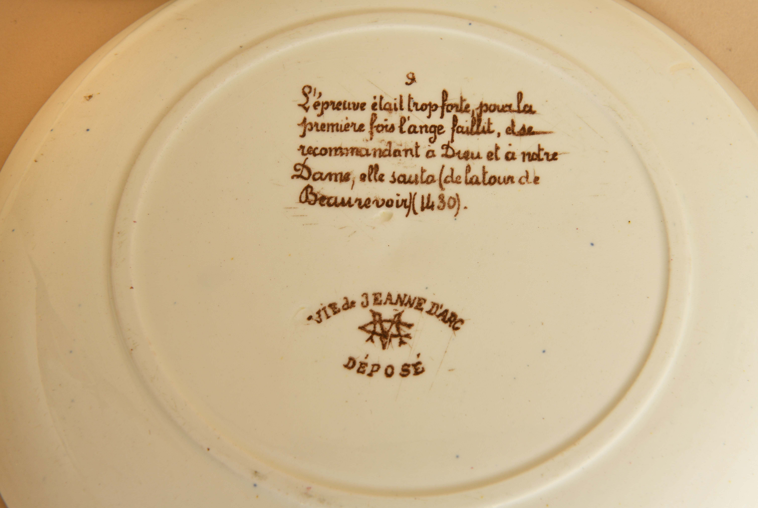 9
L'épreuve était trop forte, pour la
première fois l'ange faillit, et se
recommandant à Dieu et à notre
Dame, elle sauta (de la tour de
Beaurevoir) (1430).
VIE de JEANNE D'ARC
DÉPOSÉ